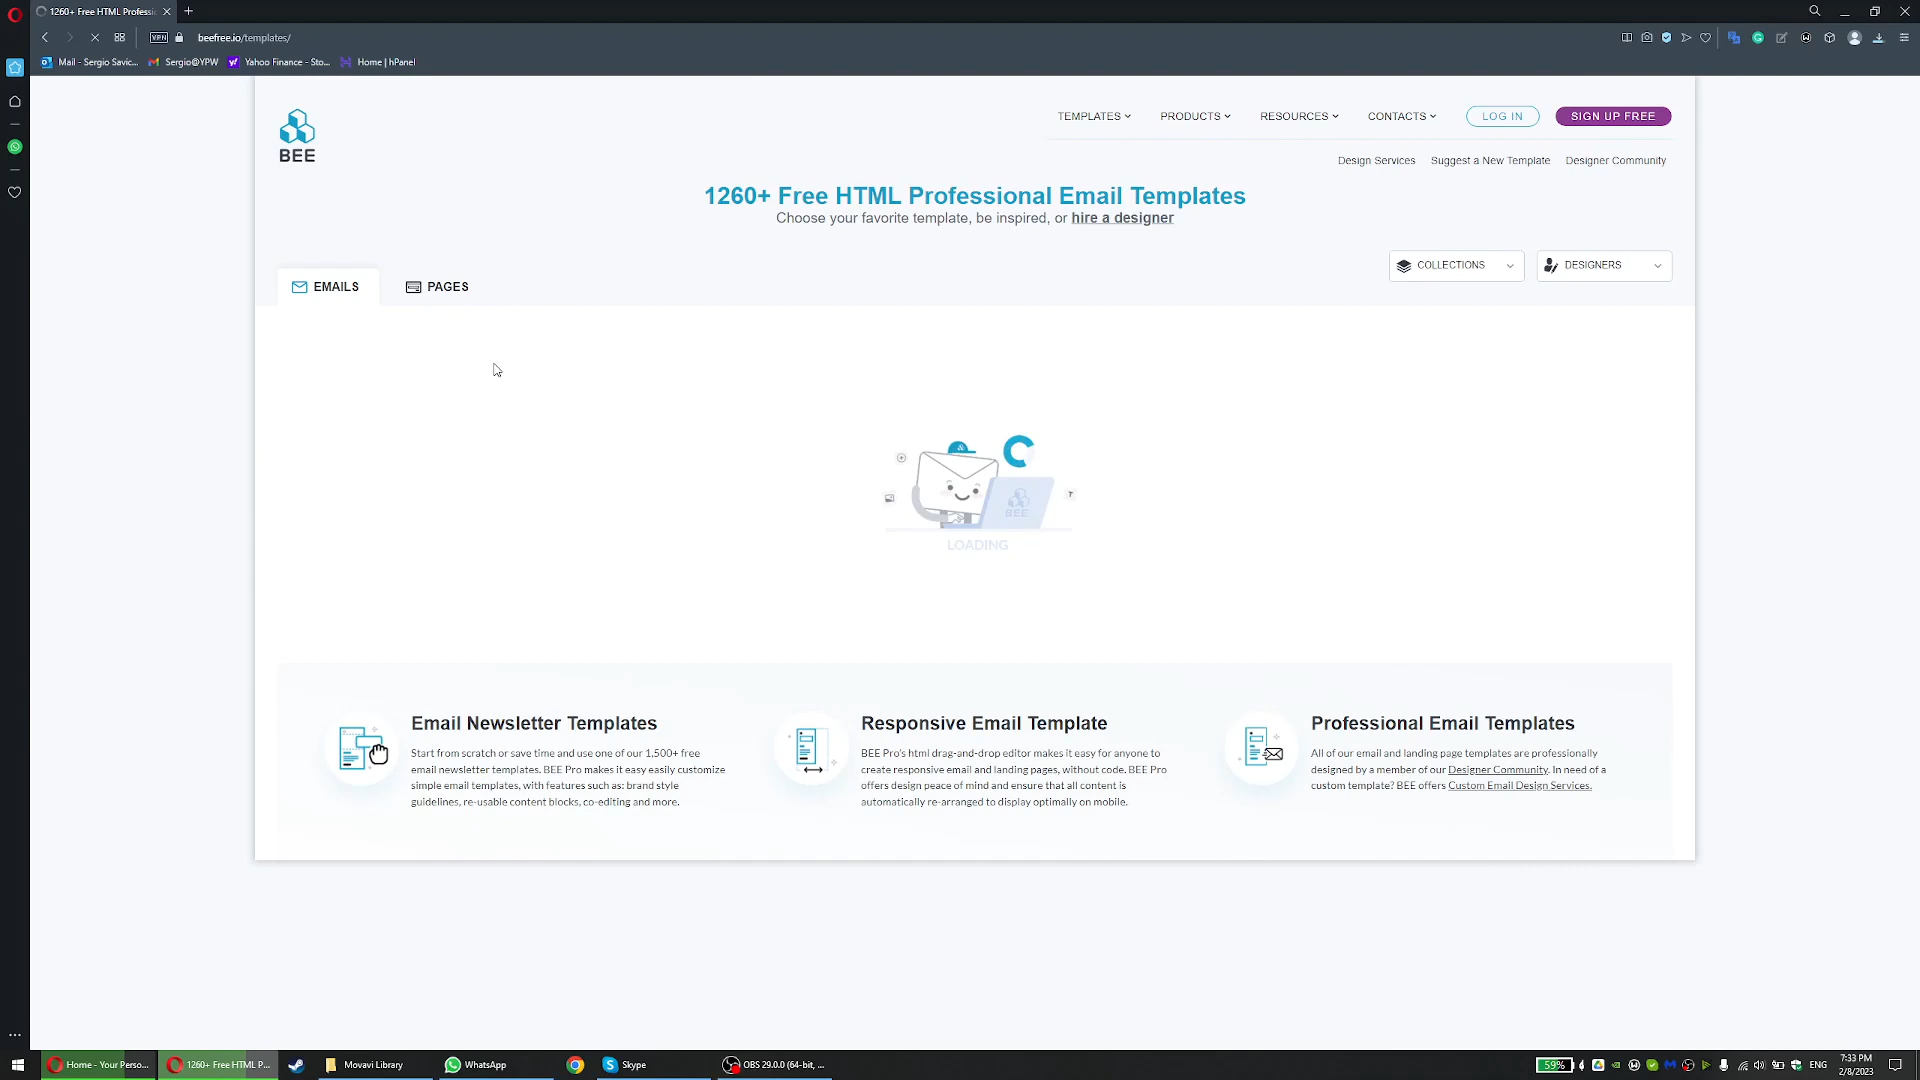 1260+ Free HTML Professi
beefree.io/templates/
VPN
Mail - Sergio Savic...
Sergio@YPW
Yahoo Finance - Sto...
Home | hPanel
BEE
TEMPLATES
PRODUCTS
RESOURCES
CONTACTS
LOG IN
SIGN UP FREE
Design Services
Suggest a New Template
Designer Community
1260+ Free HTML Professional Email Templates
Choose your favorite template, be inspired, or hire a designer
COLLECTIONS
DESIGNERS
EMAILS
PAGES
BEE
T
LOADING
Email Newsletter Templates
Start from scratch or save time and use one of our 1,500+ free
email newsletter templates. BEE Pro makes it easy easily customize
simple email templates, with features such as: brand style
guidelines, re-usable content blocks, co-editing and more.
Responsive Email Template
BEE Pro's html drag-and-drop editor makes it easy for anyone to
create responsive email and landing pages, without code. BEE Pro
offers design peace of mind and ensure that all content is
automatically re-arranged to display optimally on mobile.
Professional Email Templates
All of our email and landing page templates are professionally
designed by a member of our Designer Community. In need of a
custom template? BEE offers Custom Email Design Services.
Home - Your Perso...
1260+ Free HTML P...
Movavi Library
WhatsApp
Skype
OBS 29.0.0 (64-bit, ...
59%
ENG
7:33 PM
2/8/2023